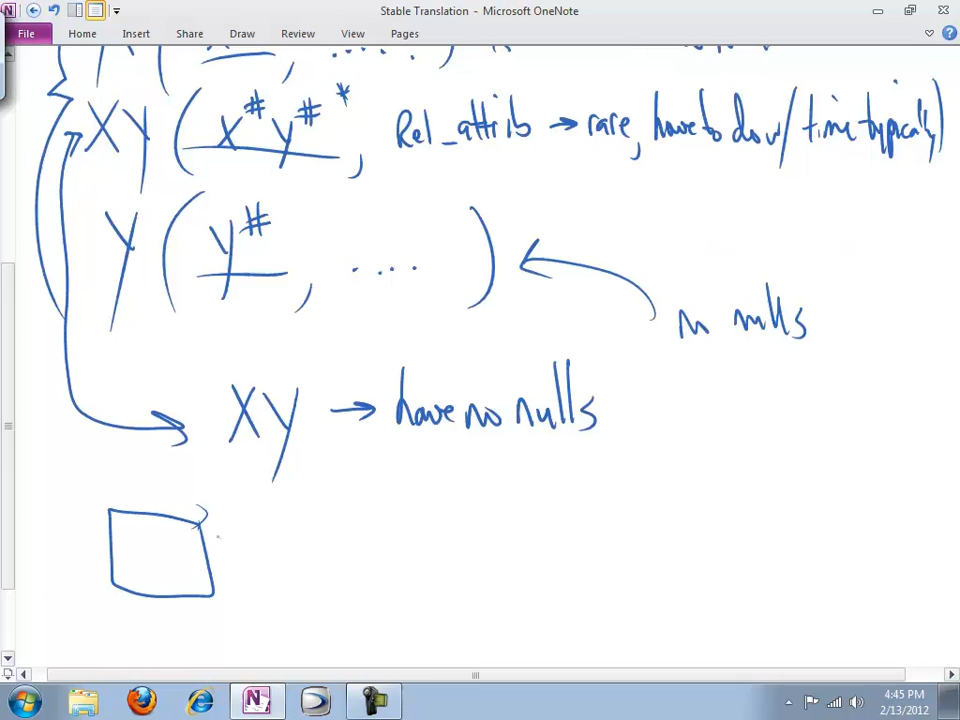 Stable Translation - Microsoft OneNote
File Home Insert Share Draw Review View Pages
XY (X# Y# *, Rel_attrib → rare, have to do w/ time typically)
Y (Y#, ....)
no nulls
XY → have no nulls
4:45 PM
2/13/2012